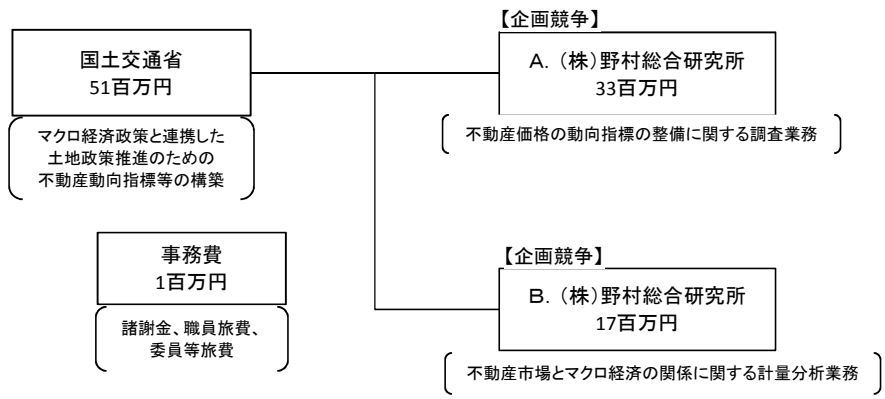 国土交通省
51百万円
マクロ経済政策と連携した
土地政策推進のための
不動産動向指標等の構築
事務費
1百万円
諸謝金、職員旅費、
委員等旅費
【企画競争】
A. (株)野村総合研究所
33百万円
不動産価格の動向指標の整備に関する調査業務
【企画競争】
B. (株)野村総合研究所
17百万円
不動産市場とマクロ経済の関係に関する計量分析業務